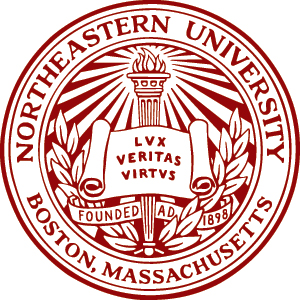 NORTHEASTERN UNIVERSITY
LVX
VERITAS
VIRTVS
FOUNDED AD 1898
BOSTON, MASSACHUSETTS